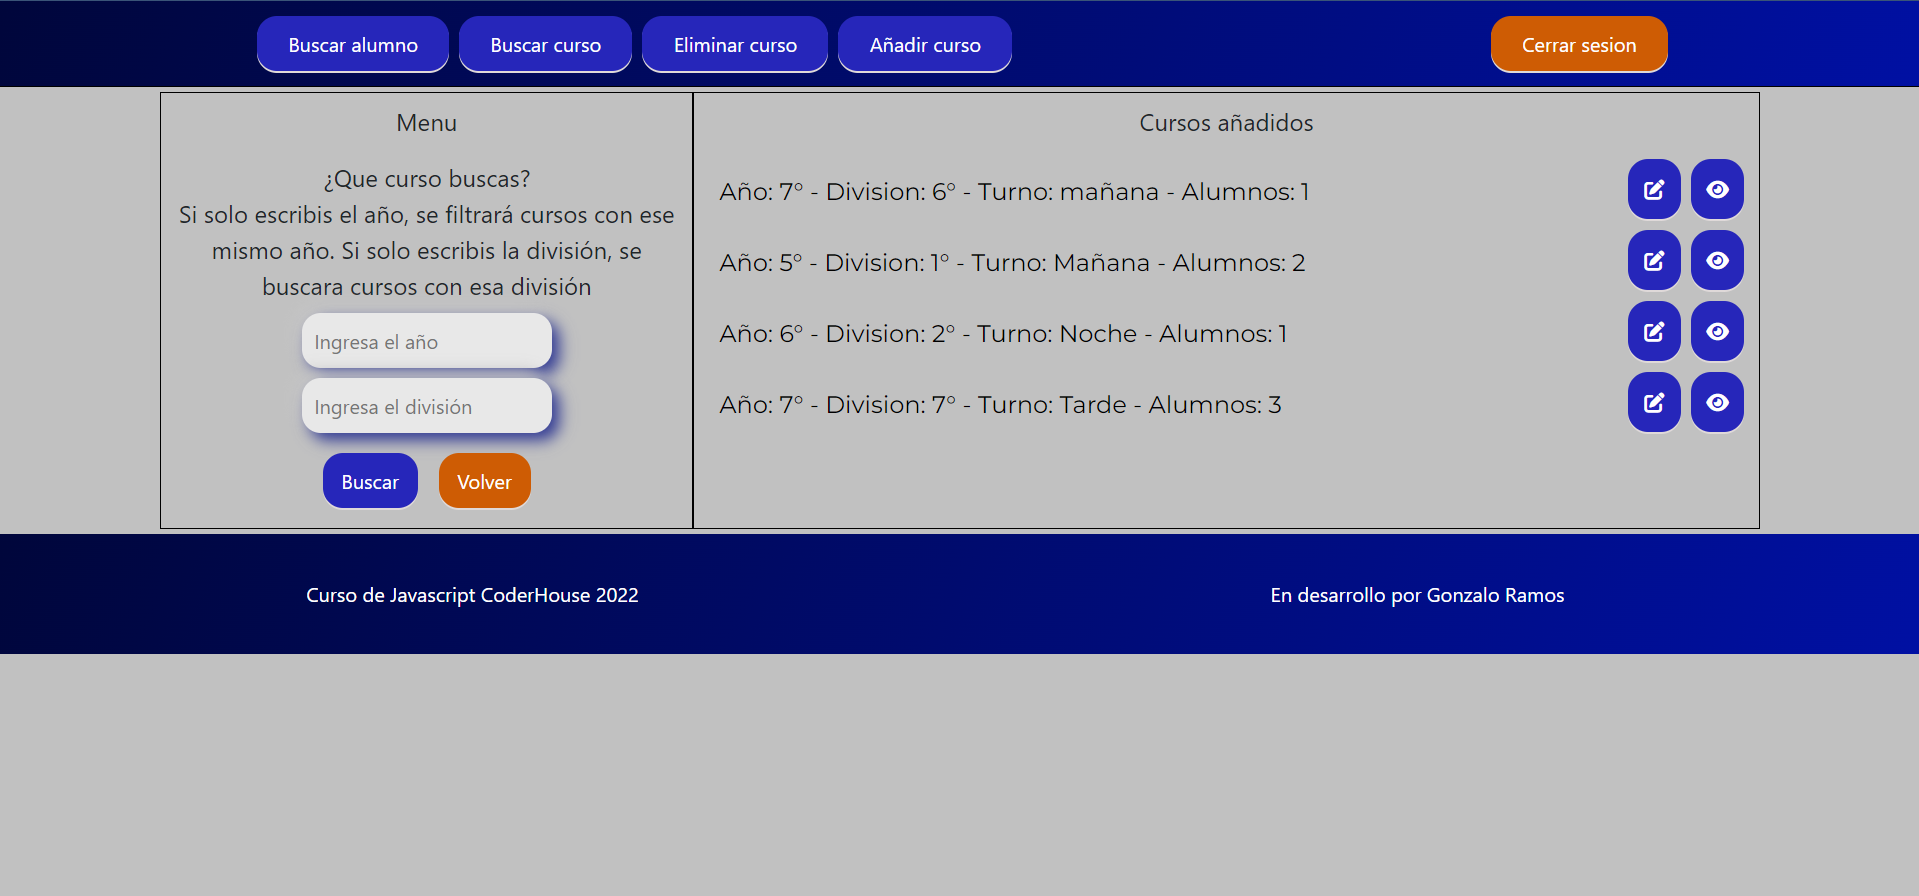 Buscar alumno
Buscar curso
Eliminar curso
Añadir curso
Cerrar sesion
Menu
¿Que curso buscas?
Si solo escribis el año, se filtrará cursos con ese
mismo año. Si solo escribis la división, se
buscara cursos con esa división
Ingresa el año
Ingresa el división
Buscar
Volver
Cursos añadidos
Año: 7° - Division: 6° - Turno: mañana - Alumnos: 1
Año: 5° - Division: 1° - Turno: Mañana - Alumnos: 2
Año: 6° - Division: 2° - Turno: Noche - Alumnos: 1
Año: 7° - Division: 7° - Turno: Tarde - Alumnos: 3
Curso de Javascript CoderHouse 2022
En desarrollo por Gonzalo Ramos